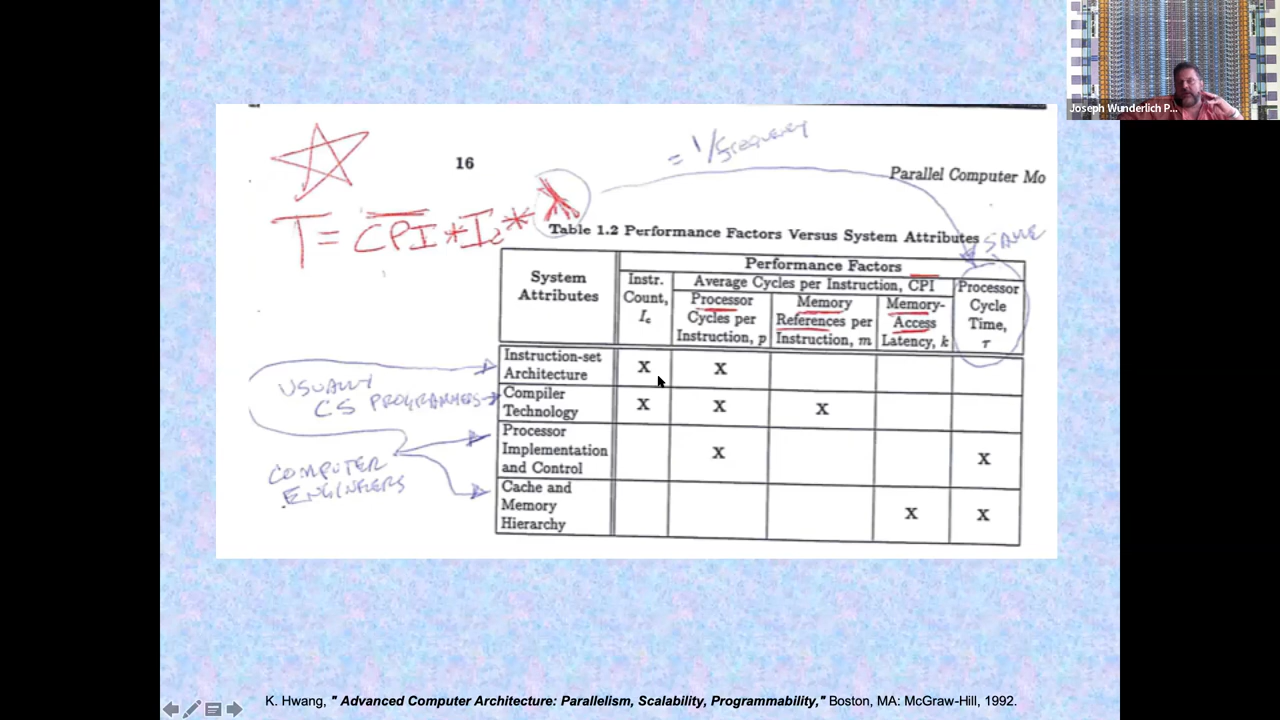 Joseph Wunderlich P...
= 1/frequency
16
Parallel Computer Mo
T = CPI * Ic * λ
SAME
Table 1.2 Performance Factors Versus System Attributes
System Attributes
Performance Factors
Instr. Count, Ic
Average Cycles per Instruction, CPI
Processor Cycle Time, τ
Processor Cycles per Instruction, p
Memory References per Instruction, m
Memory-Access Latency, k
Instruction-set Architecture
X X
USUALLY
CS PROGRAMMERS
Compiler Technology
X X X
Processor Implementation and Control
X X
COMPUTER
ENGINEERS
Cache and Memory Hierarchy
X X
K. Hwang, " Advanced Computer Architecture: Parallelism, Scalability, Programmability," Boston, MA: McGraw-Hill, 1992.